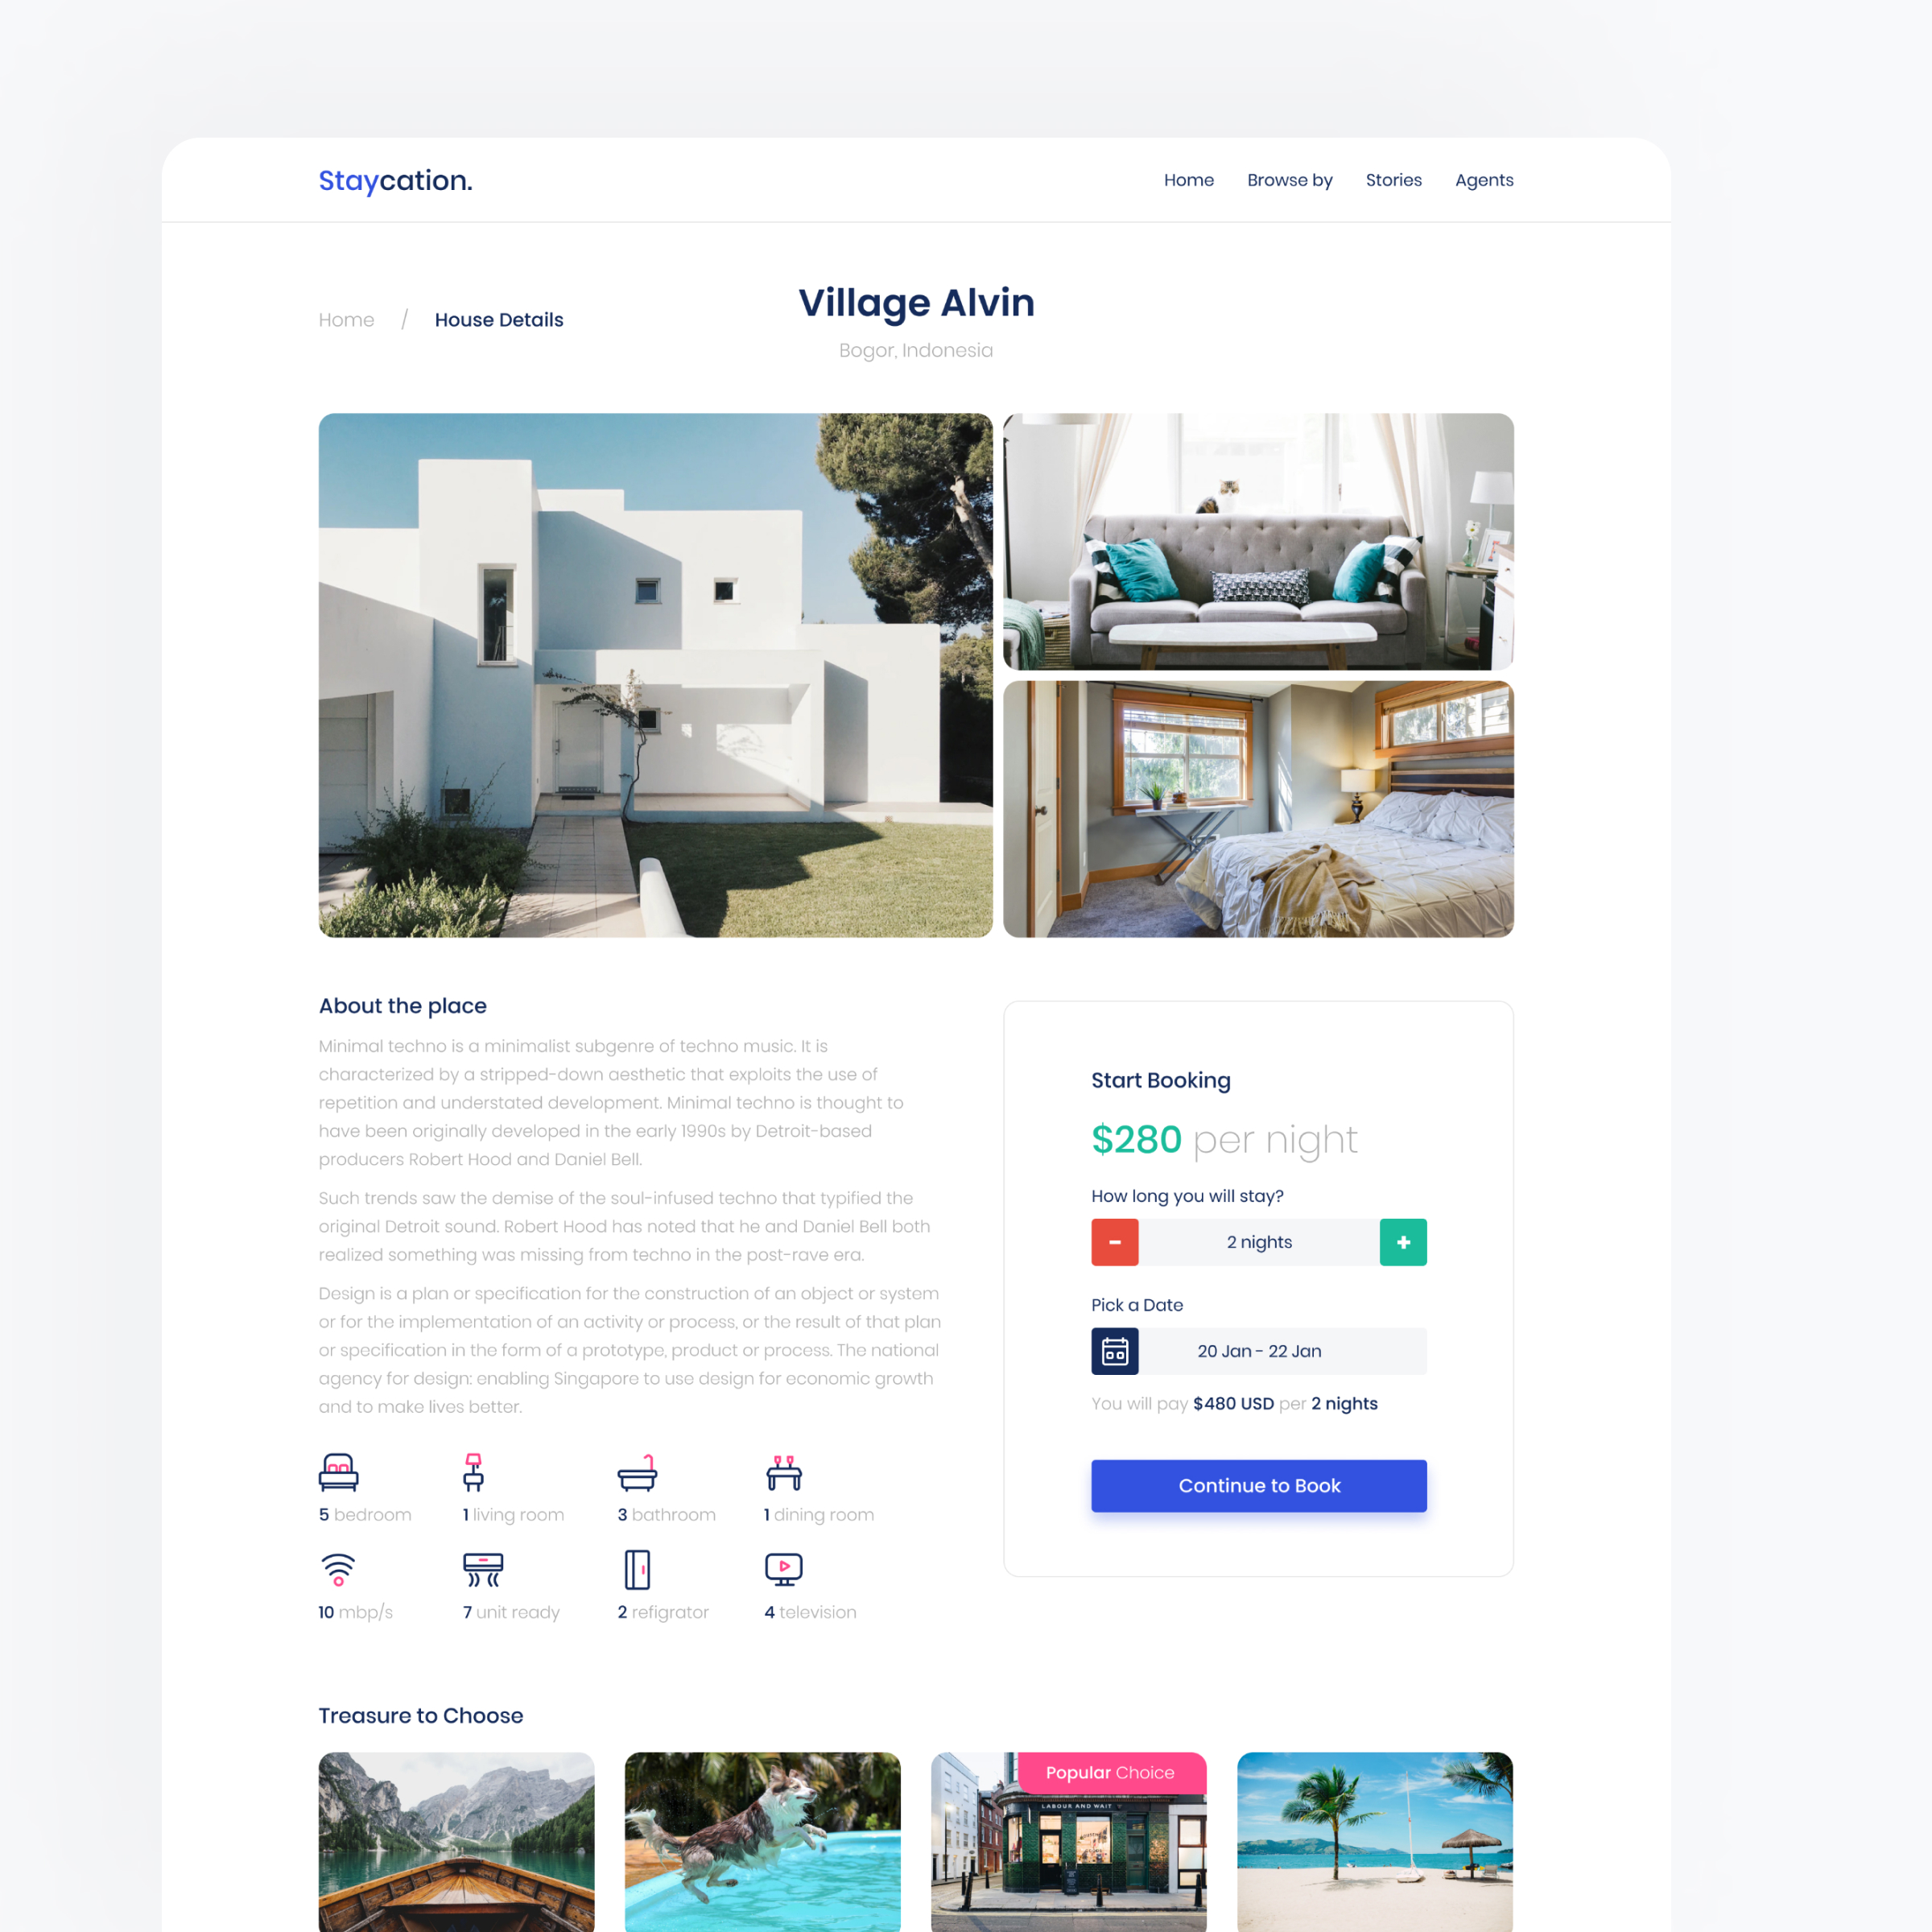 Staycation.
Home Browse by Stories Agents
Home / House Details
Village Alvin
Bogor, Indonesia
About the place
Minimal techno is a minimalist subgenre of techno music. It is
characterized by a stripped-down aesthetic that exploits the use of
repetition and understated development. Minimal techno is thought to
have been originally developed in the early 1990s by Detroit-based
producers Robert Hood and Daniel Bell.
Such trends saw the demise of the soul-infused techno that typified the
original Detroit sound. Robert Hood has noted that he and Daniel Bell both
realized something was missing from techno in the post-rave era.
Design is a plan or specification for the construction of an object or system
or for the implementation of an activity or process, or the result of that plan
or specification in the form of a prototype, product or process. The national
agency for design: enabling Singapore to use design for economic growth
and to make lives better.
5 bedroom
1 living room
3 bathroom
1 dining room
10 mbp/s
7 unit ready
2 refigrator
4 television
Start Booking
$280 per night
How long you will stay?
- 2 nights +
Pick a Date
20 Jan - 22 Jan
You will pay $480 USD per 2 nights
Continue to Book
Treasure to Choose
Popular Choice
LABOUR AND WAIT